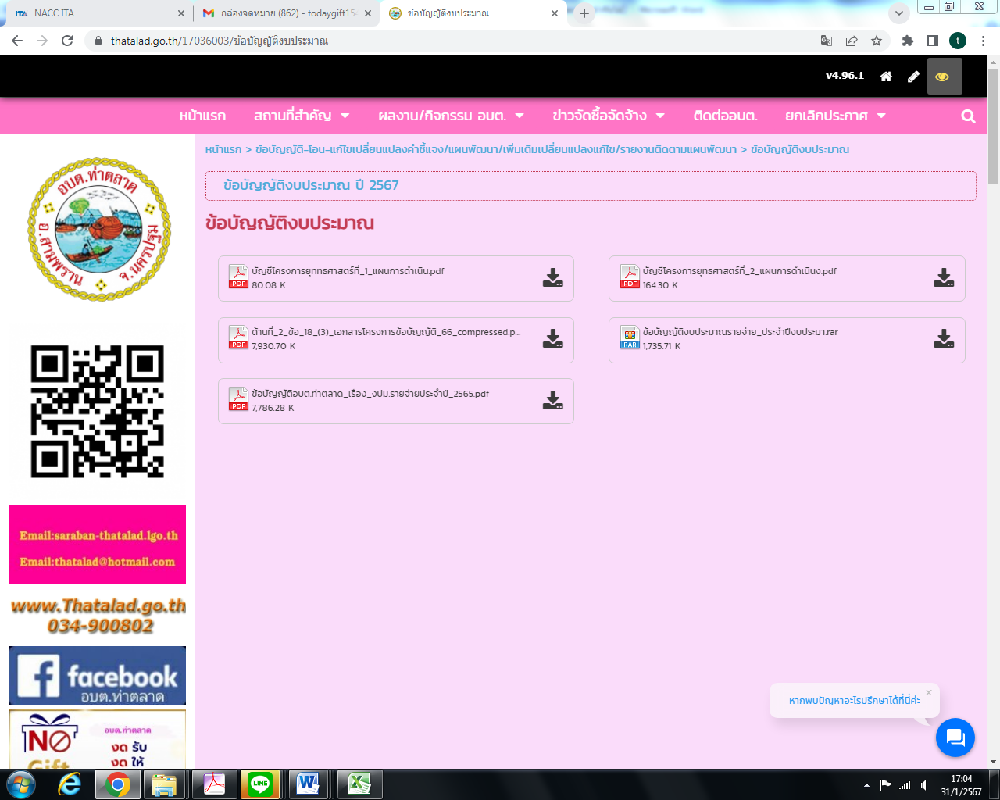 NACC ITA
กล่องจดหมาย (862) - todaygift154
ข้อบัญญัติงบประมาณ
thatalad.go.th/17036003/ข้อบัญญัติงบประมาณ
t
v4.96.1
หน้าแรก สถานที่สำคัญ ผลงาน/กิจกรรม อบต. ข่าวจัดซื้อจัดจ้าง ติดต่ออบต. ยกเลิกประกาศ
หน้าแรก > ข้อบัญญัติ-โอน-แก้ไขเปลี่ยนแปลงคำชี้แจง/แผนพัฒนา/เพิ่มเติมเปลี่ยนแปลงแก้ไข/รายงานติดตามแผนพัฒนา > ข้อบัญญัติงบประมาณ
ข้อบัญญัติงบประมาณ ปี 2567
ข้อบัญญัติงบประมาณ
PDF
บัญชีโครงการยุทกธศาสตร์ที่_1_แผนการดำเนิน.pdf
80.08 K
PDF
บัญชีโครงการยุทธศาสตร์ที่_2_แผนการดำเนินง.pdf
164.30 K
PDF
ด้านที่_2_ข้อ_18_(3)_เอกสารโครงการข้อบัญญัติ_66_compressed.p...
7,930.70 K
RAR
ข้อบัญญัติงบประมาณรายจ่าย_ประจำปีงบประมา.rar
1,735.71 K
PDF
ข้อบัญญัติอบต.ท่าตลาด_เรื่อง_งปม.รายจ่ายประจำปี_2565.pdf
7,786.28 K
อบต.ท่าตลาด
อ.สามพราน
จ.นครปฐม
Email:saraban-thatalad.lgo.th
Email:thatalad@hotmail.com
www.Thatalad.go.th
034-900802
facebook
อบต.ท่าตลาด
NO
Gift
อบต.ท่าตลาด
งด รับ
งด ให้
หากพบปัญหาอะไรปรึกษาได้ที่นี่ค่ะ
LINE
17:04
31/1/2567